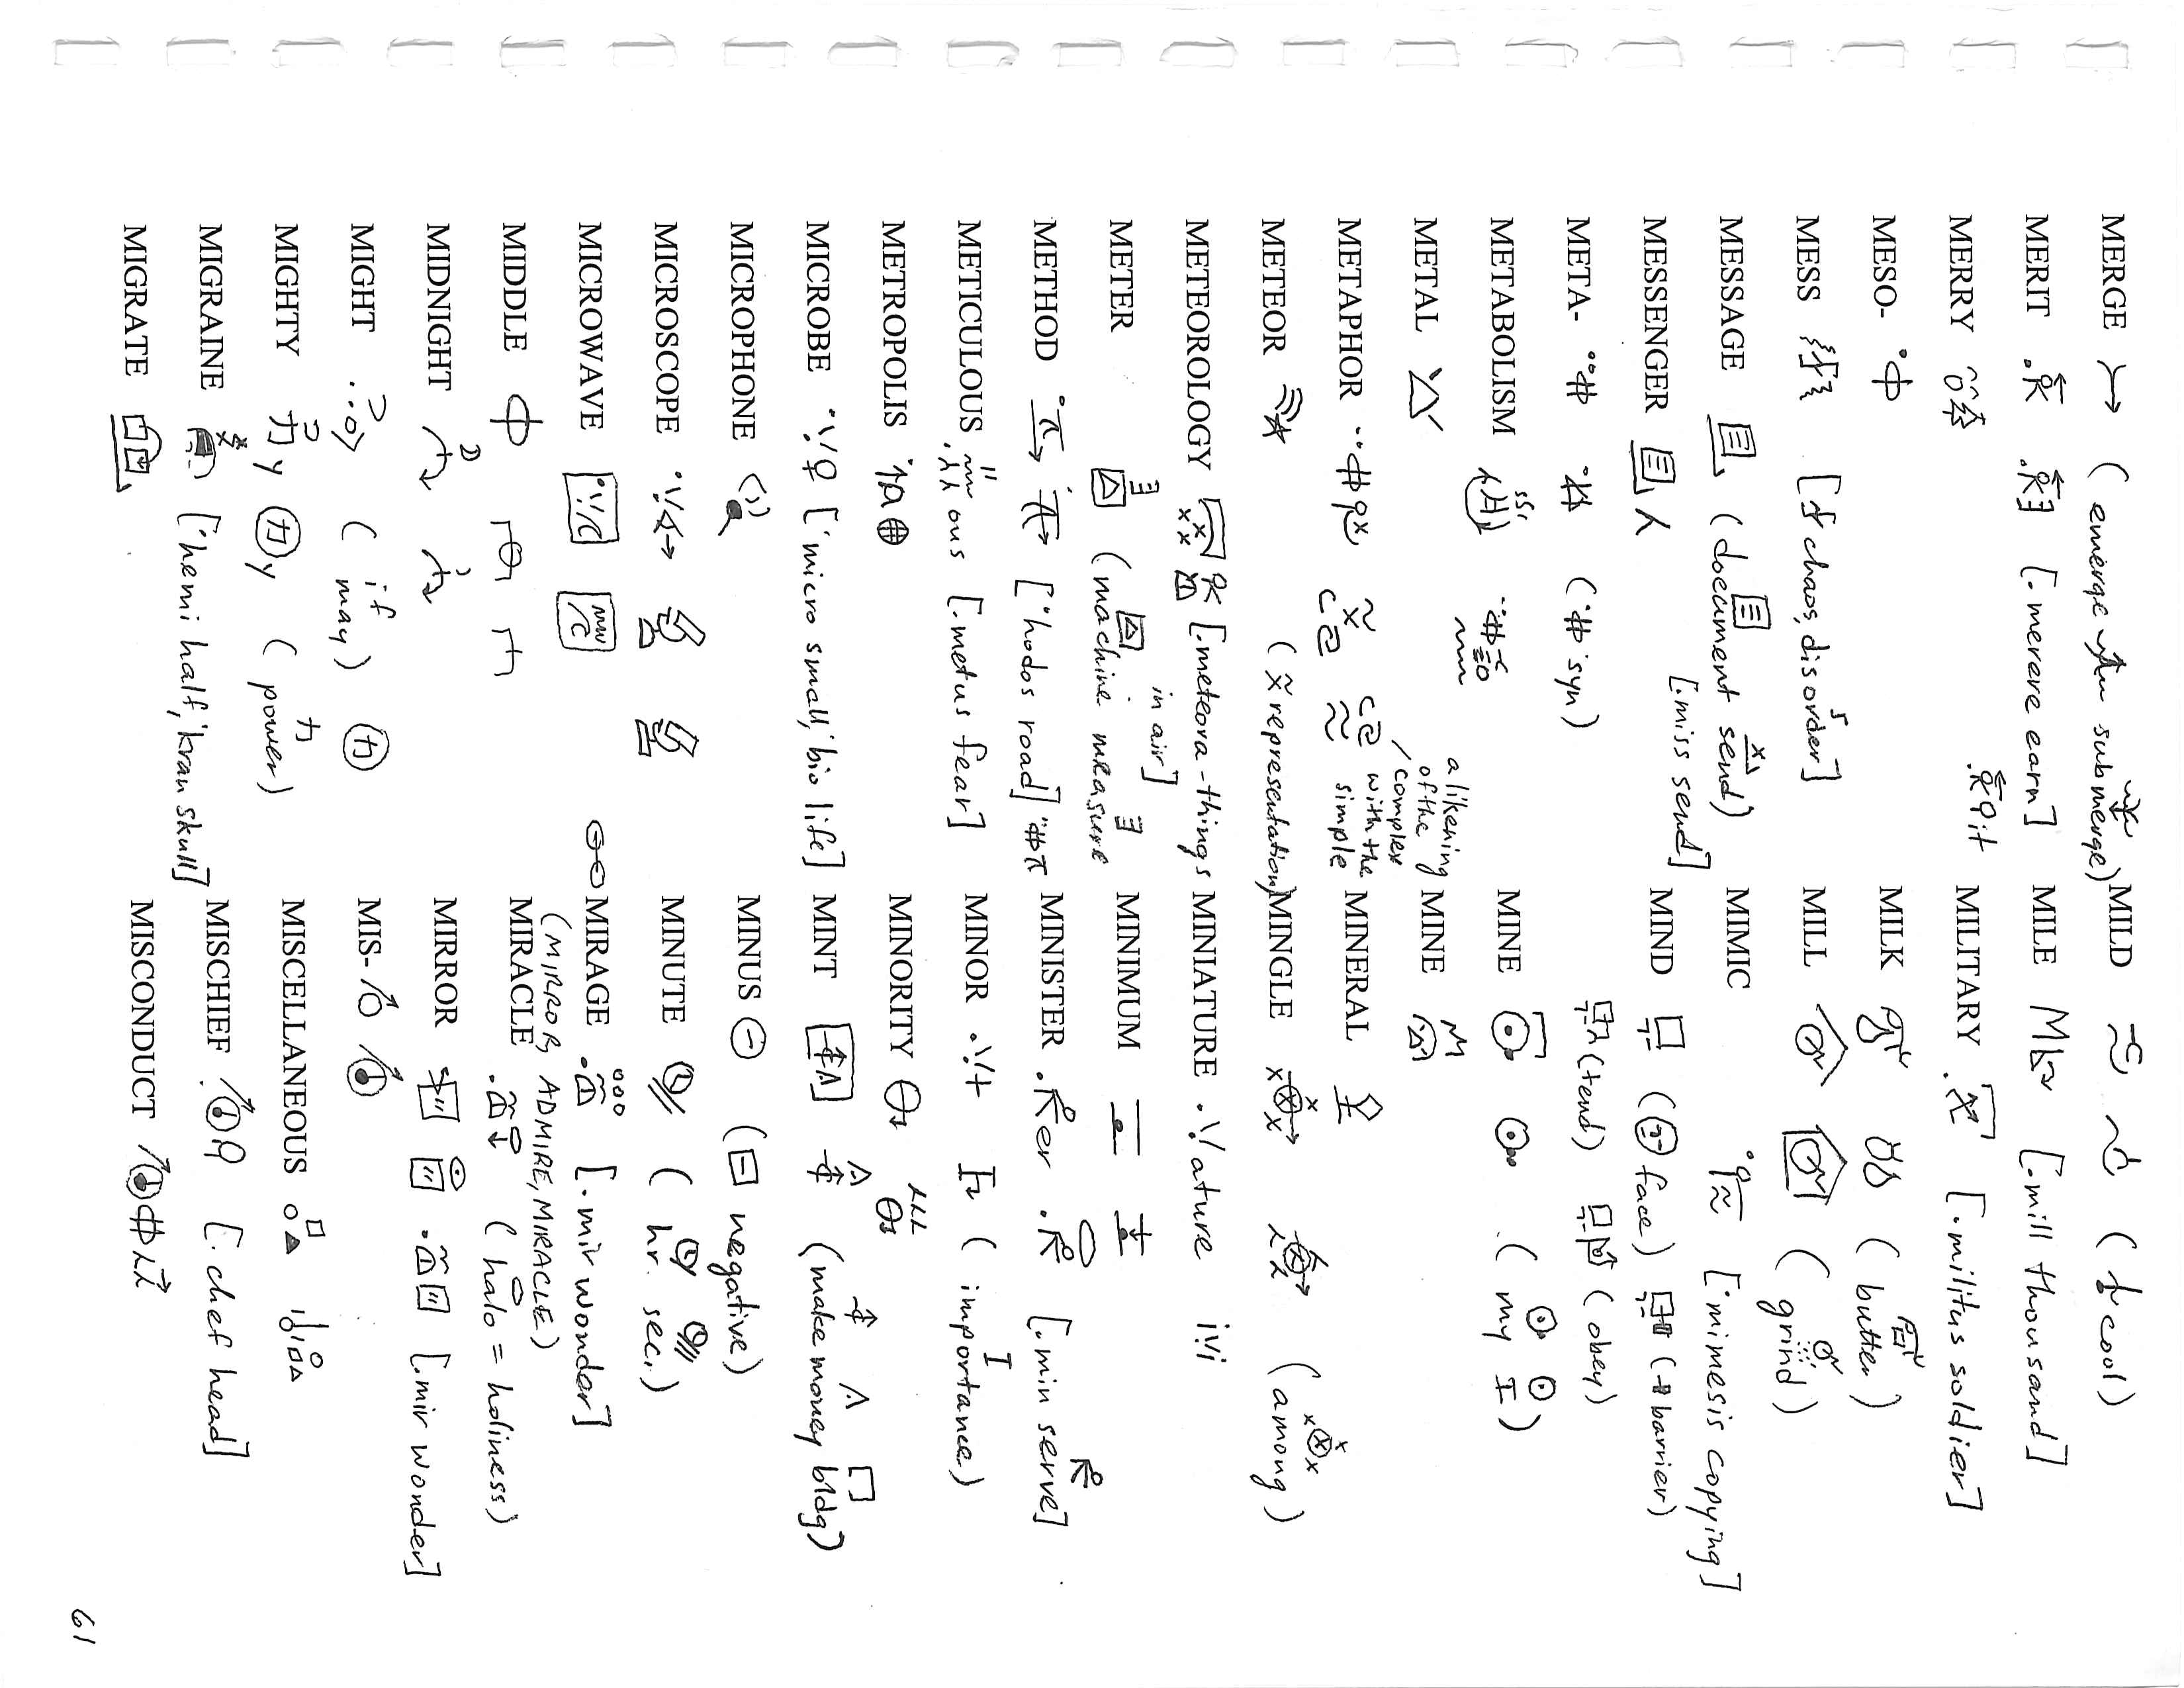 MERGE ( emerge submerge)
MERIT [. merere earn]
MERRY it
MESO-
MESS [ chaos, disorder]
MESSAGE ( document send)
[. miss send]
MESSENGER
META- ( syn)
METABOLISM
METAL
METAPHOR
a likening
of the
complex
with the
simple
METEOR ( representation)
METEOROLOGY [. meteora - things
in air]
METER ( machine measure
METHOD [ hodos road]
METICULOUS ous [. metus fear]
METROPOLIS
MICROBE [ micro small, bio life]
MICROPHONE
MICROSCOPE
MICROWAVE
MIDDLE
MIDNIGHT
MIGHT ( if may)
MIGHTY y y ( power)
MIGRAINE [ hemi half, kran skull]
MIGRATE
MILD ( cool)
MILE M [. mill thousand]
MILITARY [. militus soldier]
MILK ( butter)
MILL ( grind)
MIMIC [ mimesis copying]
MIND ( face) ( barrier)
(tend) ( obey)
MINE ( my I )
MINE M
MINERAL
MINGLE ( among )
MINIATURE ature
MINIMUM
MINISTER er [. min serve]
MINOR ( importance)
MINORITY
MINT ( make money bldg)
MINUS ( negative)
MINUTE ( hr. sec.)
MIRAGE [. mir wonder]
(MIRROR, ADMIRE, MIRACLE)
MIRACLE ( halo = holiness)
MIRROR [. mir wonder]
MIS-
MISCELLANEOUS
MISCHIEF [. chef head]
MISCONDUCT
61